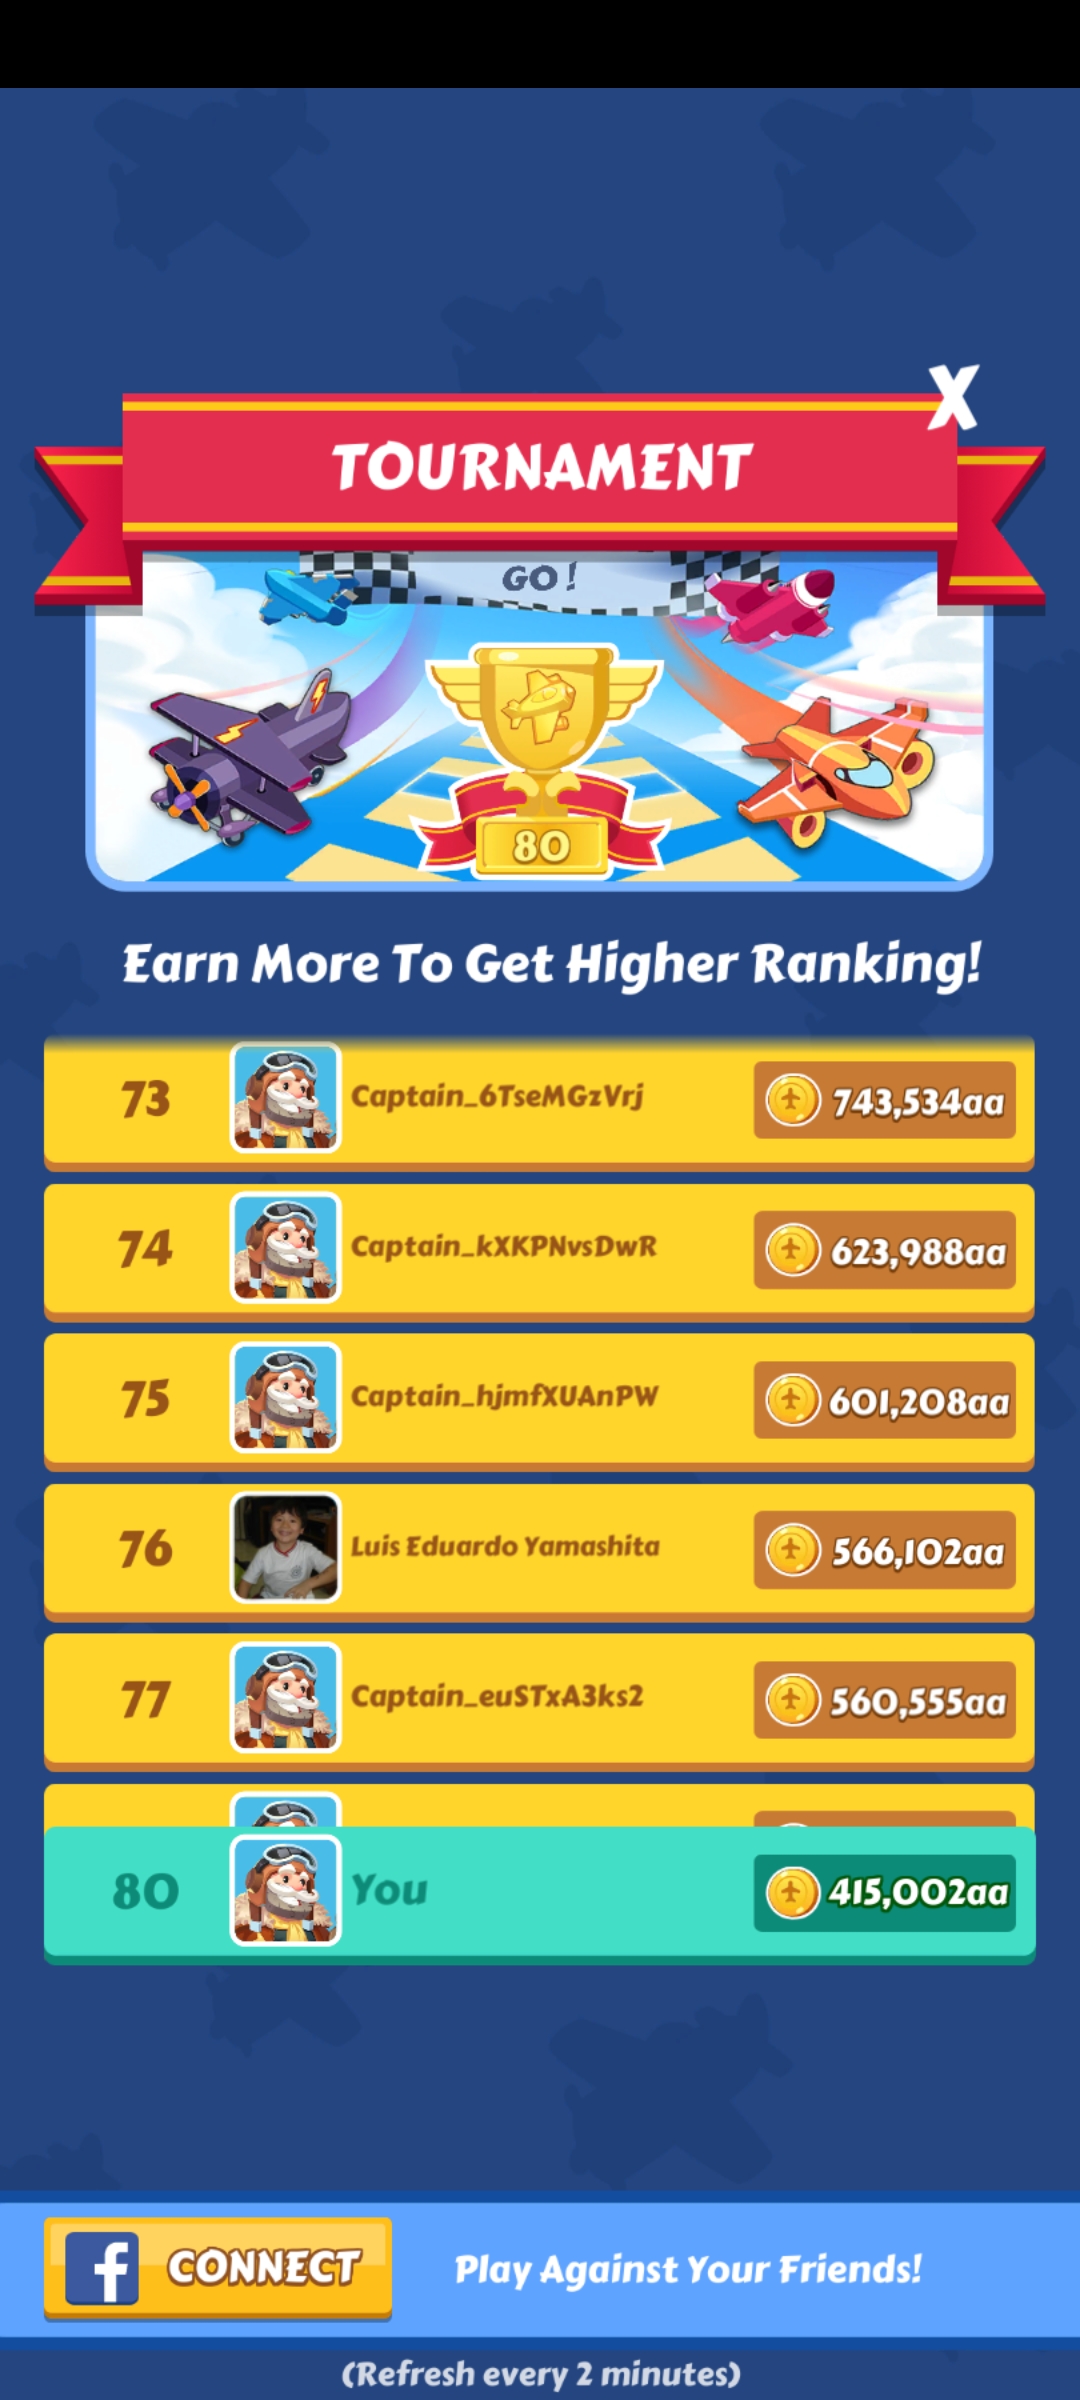 X
TOURNAMENT
GO!
80
Earn More To Get Higher Ranking!
73 Captain_6TseMGzVrj 743,534aa
74 Captain_kXKPNvsDwR 623,988aa
75 Captain_hjmfXUAnPW 601,208aa
76 Luis Eduardo Yamashita 566,102aa
77 Captain_euSTxA3ks2 560,555aa
80 You 415,002aa
f CONNECT Play Against Your Friends!
(Refresh every 2 minutes)